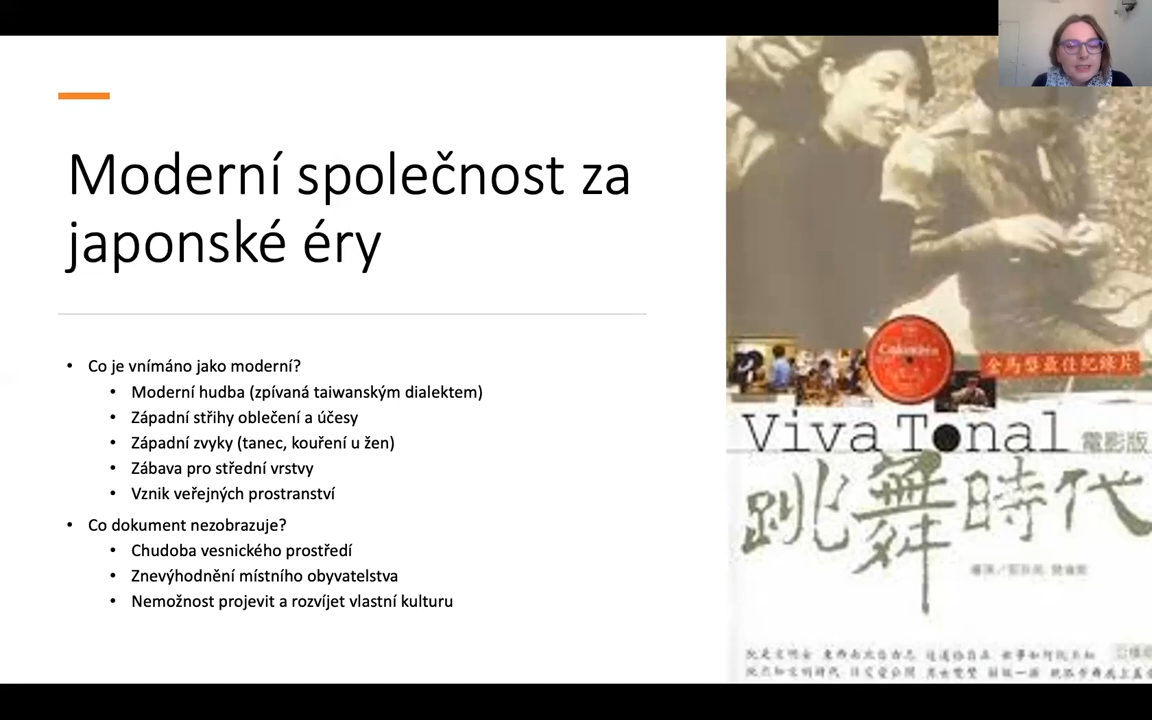 Moderní společnost za
japonské éry
• Co je vnímáno jako moderní?
• Moderní hudba (zpívaná taiwanským dialektem)
• Západní střihy oblečení a účesy
• Západní zvyky (tanec, kouření u žen)
• Zábava pro střední vrstvy
• Vznik veřejných prostranství
• Co dokument nezobrazuje?
• Chudoba vesnického prostředí
• Znevýhodnění místního obyvatelstva
• Nemožnost projevit a rozvíjet vlastní kulturu
Columbia
金馬獎最佳紀錄片
Viva Tonal 電影版
跳舞時代